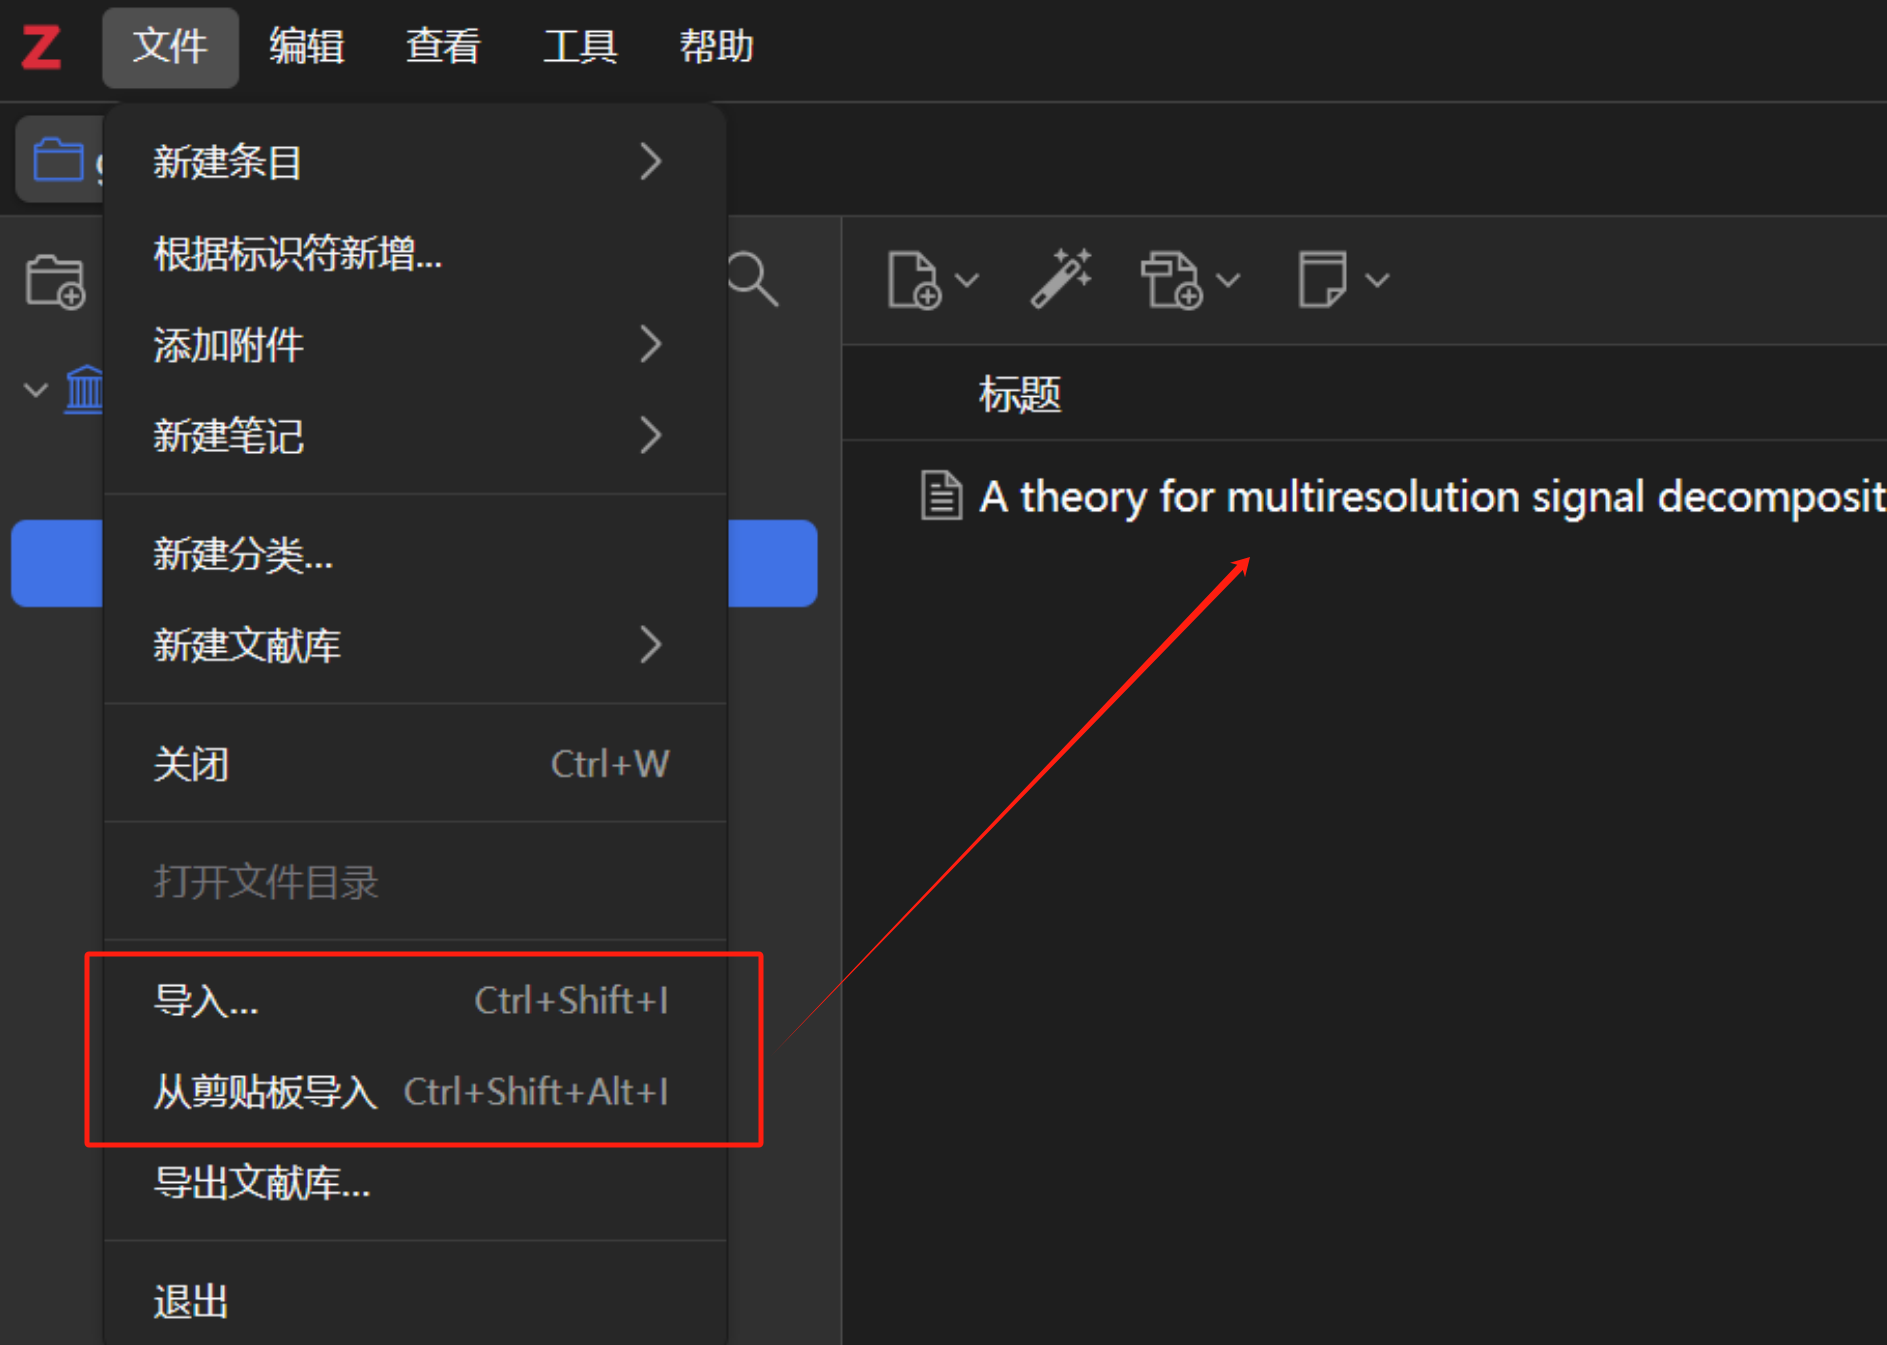 Z 文件 编辑 查看 工具 帮助
新建条目
根据标识符新增...
添加附件
新建笔记
新建分类...
新建文献库
关闭 Ctrl+W
打开文件目录
导入... Ctrl+Shift+I
从剪贴板导入 Ctrl+Shift+Alt+I
导出文献库...
退出
标题
A theory for multiresolution signal decomposit